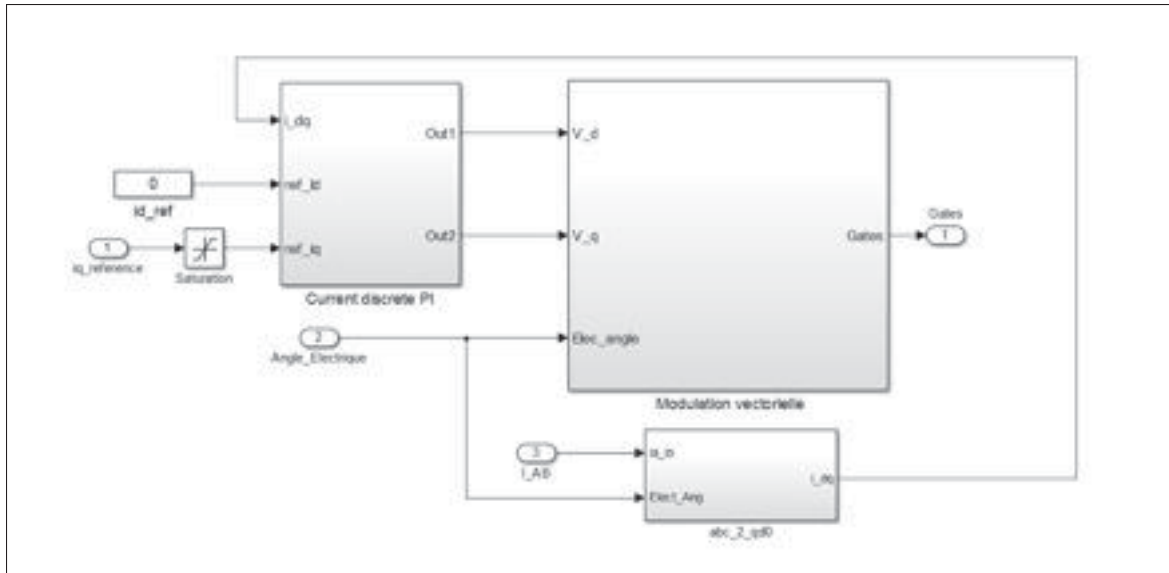 i_dq
Out1
V_d
0
ref_Id
id_ref
Gates
1
Gates
1
iq_reference
Saturation
ref_iq
Out2
V_q
Current discrete PI
2
Angle_Electrique
Elec_angle
Modulation vectorielle
3
I_AB
Elect_Ang
i_dq
abc_2_qd0